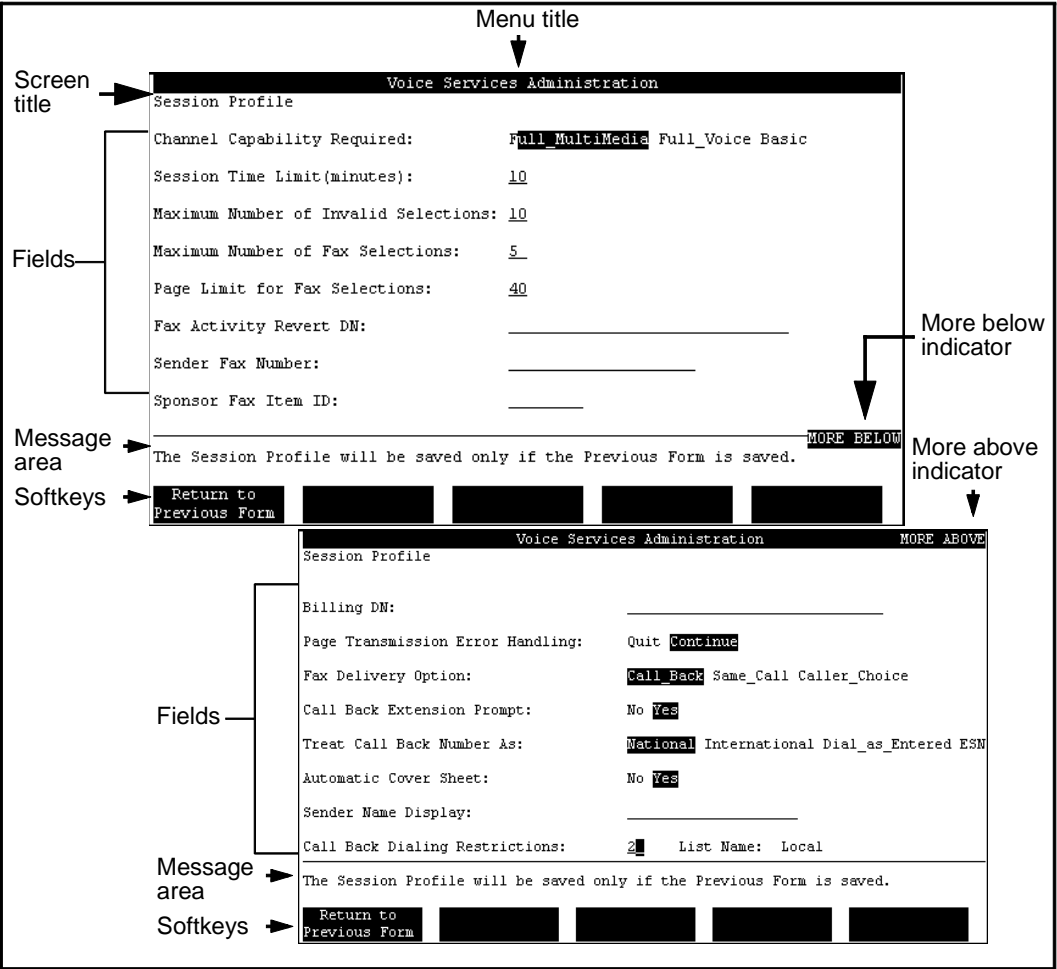 Menu title
Screen
title
Voice Services Administration
Session Profile
Channel Capability Required: Full_MultiMedia Full_Voice Basic
Session Time Limit(minutes): 10
Maximum Number of Invalid Selections: 10
Fields
Maximum Number of Fax Selections: 5
Page Limit for Fax Selections: 40
Fax Activity Revert DN:
Sender Fax Number:
Sponsor Fax Item ID:
More below
indicator
MORE BELOW
Message
area
The Session Profile will be saved only if the Previous Form is saved.
Softkeys
Return to
Previous Form
More above
indicator
Voice Services Administration MORE ABOVE
Session Profile
Billing DN:
Page Transmission Error Handling: Quit Continue
Fax Delivery Option: Call_Back Same_Call Caller_Choice
Fields
Call Back Extension Prompt: No Yes
Treat Call Back Number As: National International Dial_as_Entered ESN
Automatic Cover Sheet: No Yes
Sender Name Display:
Call Back Dialing Restrictions: 2 List Name: Local
Message
area
The Session Profile will be saved only if the Previous Form is saved.
Softkeys
Return to
Previous Form